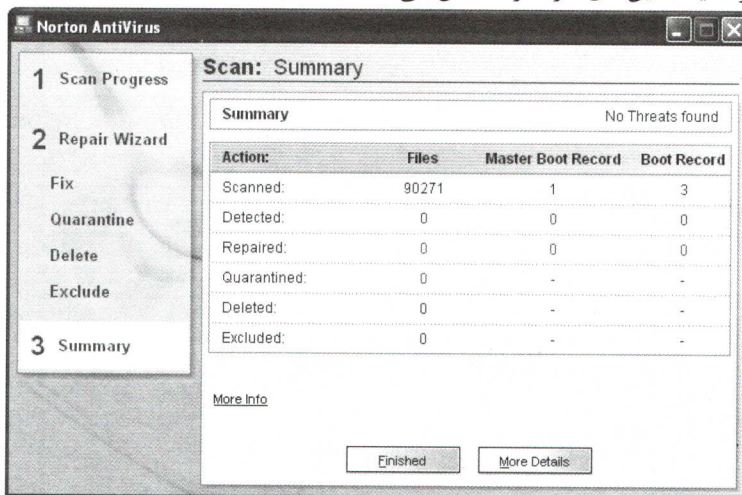 Norton AntiVirus
1 Scan Progress
2 Repair Wizard
Fix
Quarantine
Delete
Exclude
3 Summary
Scan: Summary
Summary No Threats found
Action: Files Master Boot Record Boot Record
Scanned: 90271 1 3
Detected: 0 0 0
Repaired: 0 0 0
Quarantined: 0 - -
Deleted: 0 - -
Excluded: 0 - -
More Info
Finished More Details